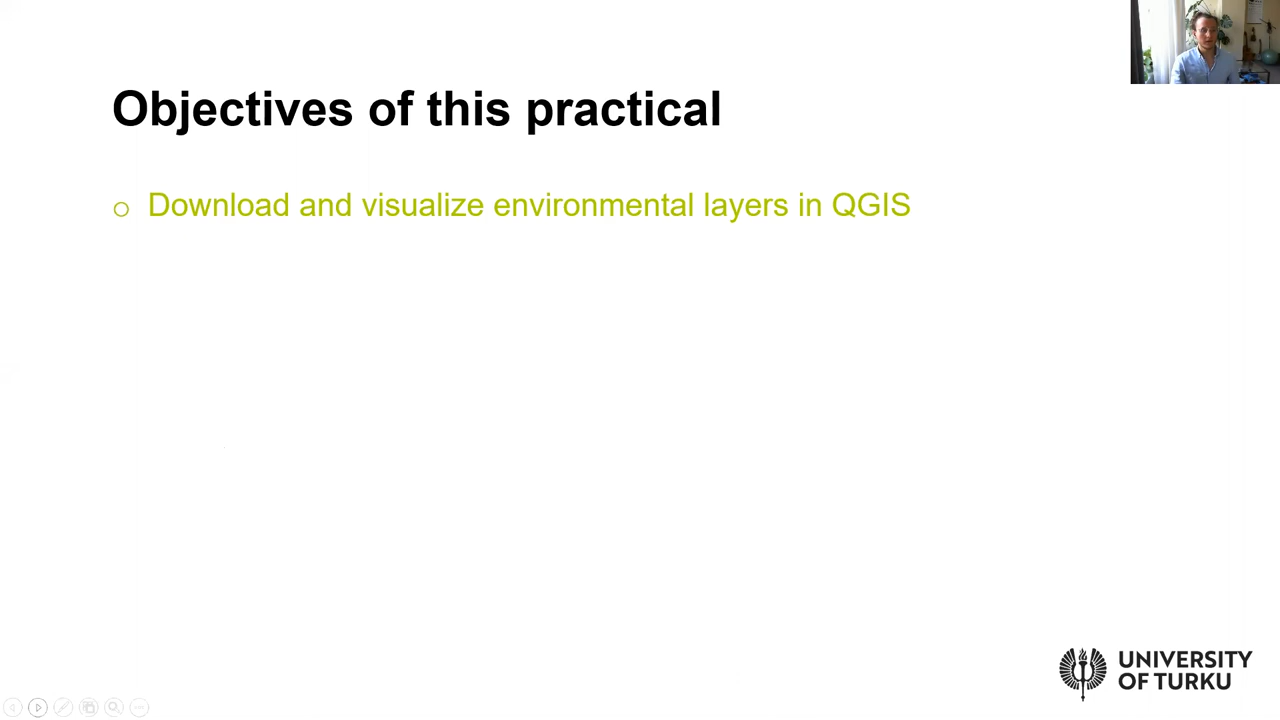 Objectives of this practical
Download and visualize environmental layers in QGIS
UNIVERSITY
OF TURKU